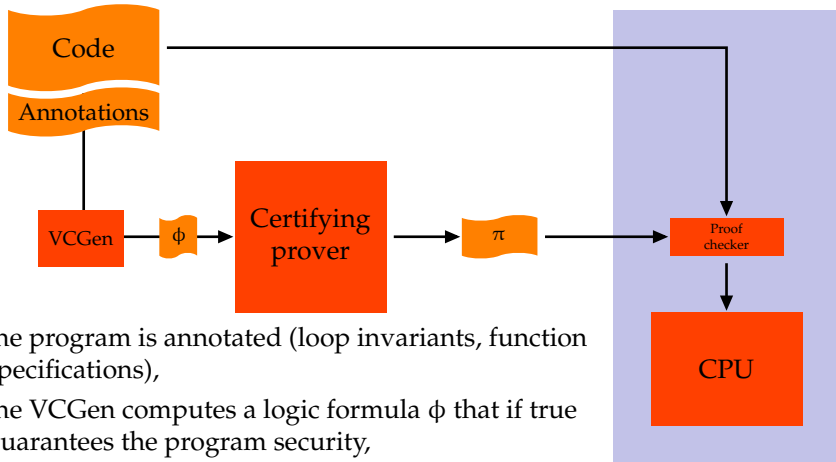 Code
Annotations
VCGen
ϕ
Certifying
prover
π
Proof
checker
CPU
he program is annotated (loop invariants, function
pecifications),
he VCGen computes a logic formula ϕ that if true
uarantees the program security,